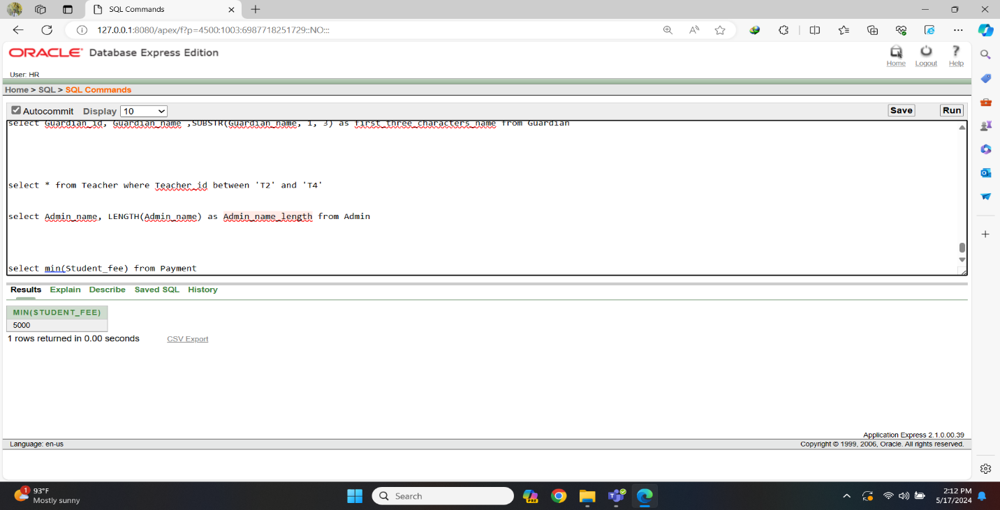 SQL Commands
127.0.0.1:8080/apex/f?p=4500:1003:6987718251729::NO:::
ORACLE Database Express Edition
Home Logout Help
User: HR
Home > SQL > SQL Commands
Autocommit Display 10 Save Run
select Guardian_id, Guardian_name ,SUBSTR(Guardian_name, 1, 3) as first_three_characters_name from Guardian
select * from Teacher where Teacher_id between 'T2' and 'T4'
select Admin_name, LENGTH(Admin_name) as Admin_name_length from Admin
select min(Student_fee) from Payment
Results Explain Describe Saved SQL History
MIN(STUDENT_FEE)
5000
1 rows returned in 0.00 seconds CSV Export
Application Express 2.1.0.00.39
Language: en-us Copyright © 1999, 2006, Oracle. All rights reserved.
1 93°F
Mostly sunny
Search
PRE
2:12 PM
5/17/2024